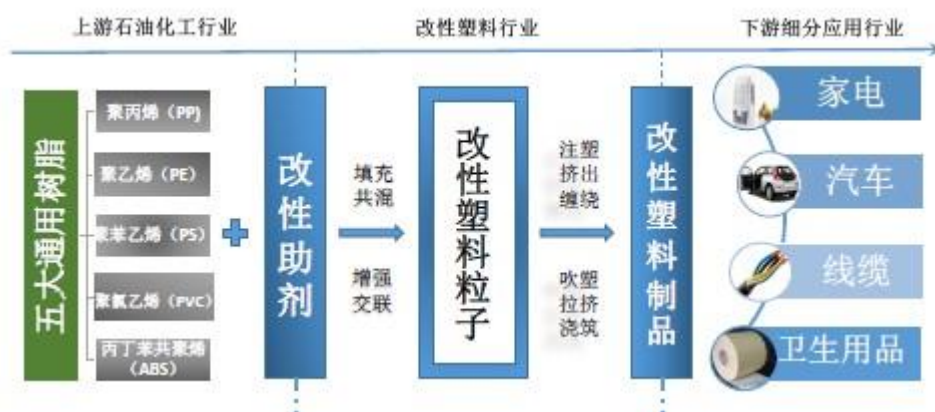 上游石油化工行业
改性塑料行业
下游细分应用行业
五大通用树脂
聚丙烯（PP)
聚乙烯（PE）
聚苯乙烯（PS）
聚氯乙烯（PVC）
丙丁苯共聚烯
（ABS）
改性助剂
填充
共混
增强
交联
改性塑料粒子
注塑
挤出
缠绕
吹塑
拉挤
浇筑
改性塑料制品
家电
汽车
线缆
卫生用品